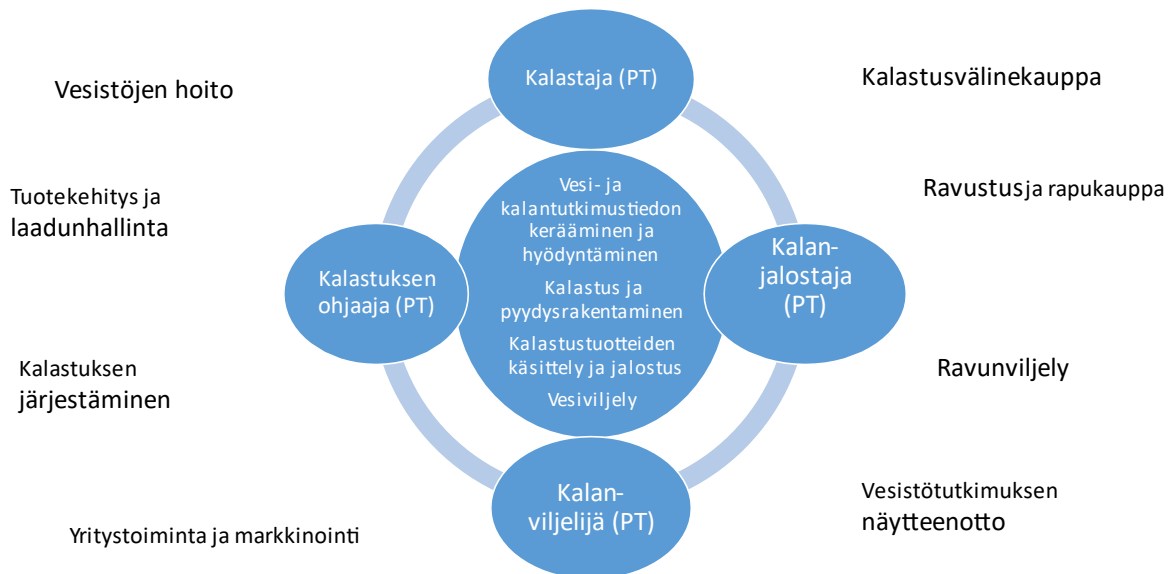 Kalastaja (PT)
Vesistöjen hoito
Kalastusvälinekauppa
Tuotekehitys ja
laadunhallinta
Vesi- ja
kalantutkimustiedon
kerääminen ja
hyödyntäminen
Kalastus ja
pyydysrakentaminen
Kalastustuotteiden
käsittely ja jalostus
Vesiviljely
Ravustus ja rapukauppa
Kalastuksen
ohjaaja (PT)
Kalan-
jalostaja
(PT)
Kalastuksen
järjestäminen
Ravunviljely
Kalan-
viljelijä (PT)
Vesistötutkimuksen
näytteenotto
Yritystoiminta ja markkinointi